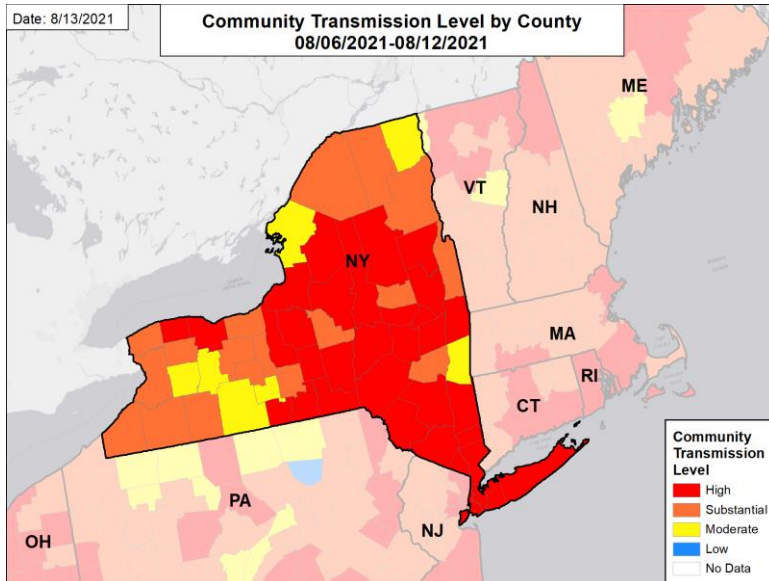 Date: 8/13/2021
Community Transmission Level by County
08/06/2021-08/12/2021
ME
VT
NH
NY
MA
CT
RI
PA
NJ
OH
Community
Transmission
Level
High
Substantial
Moderate
Low
No Data